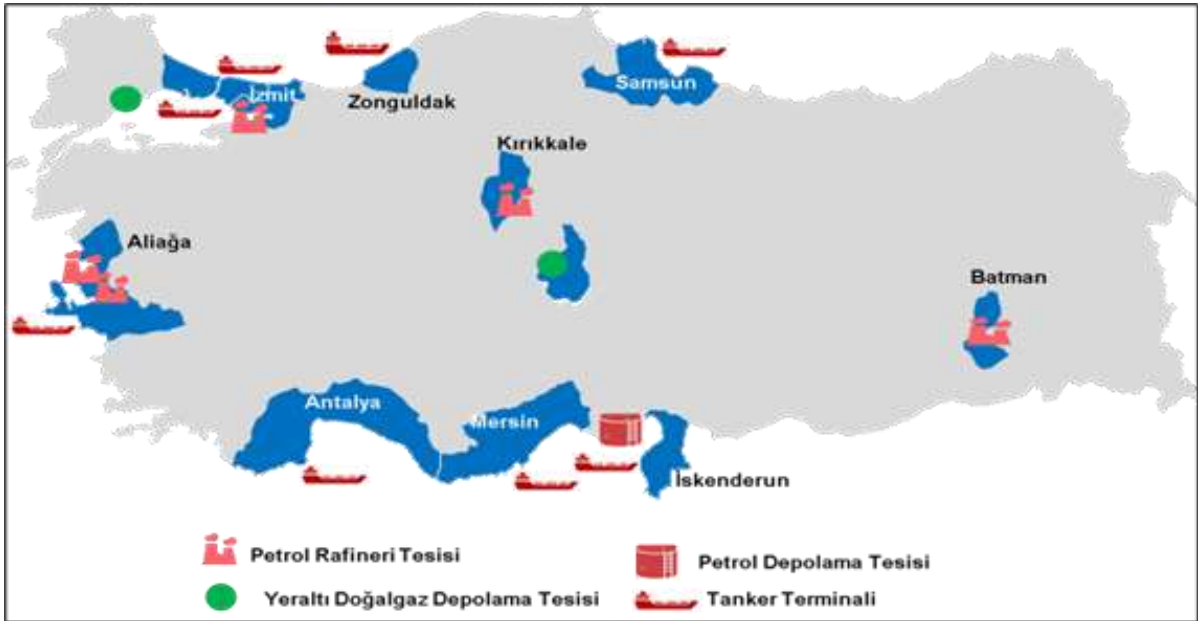 İzmit
Zonguldak
Samsun
Kırıkkale
Aliağa
Batman
Antalya
Mersin
İskenderun
Petrol Rafineri Tesisi
Petrol Depolama Tesisi
Yeraltı Doğalgaz Depolama Tesisi
Tanker Terminali